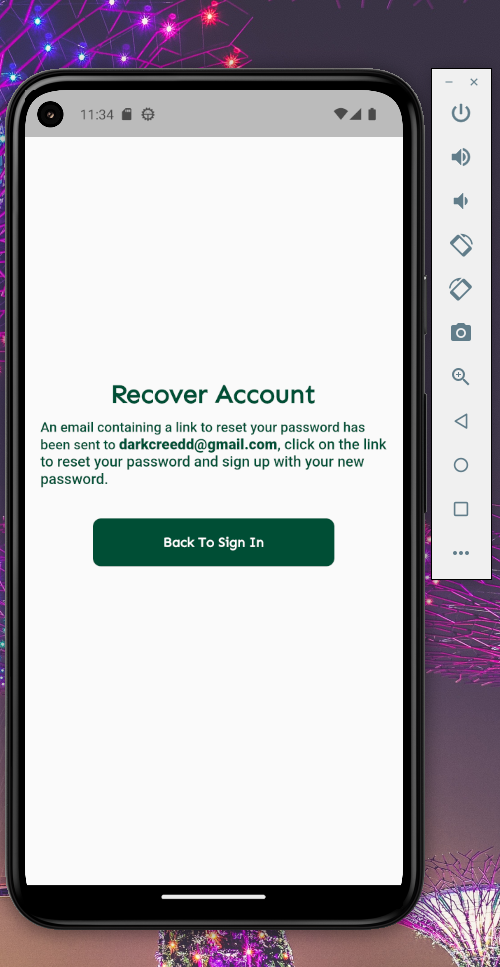 11:34
Recover Account
An email containing a link to reset your password has
been sent to darkcreedd@gmail.com, click on the link
to reset your password and sign up with your new
password.
Back To Sign In